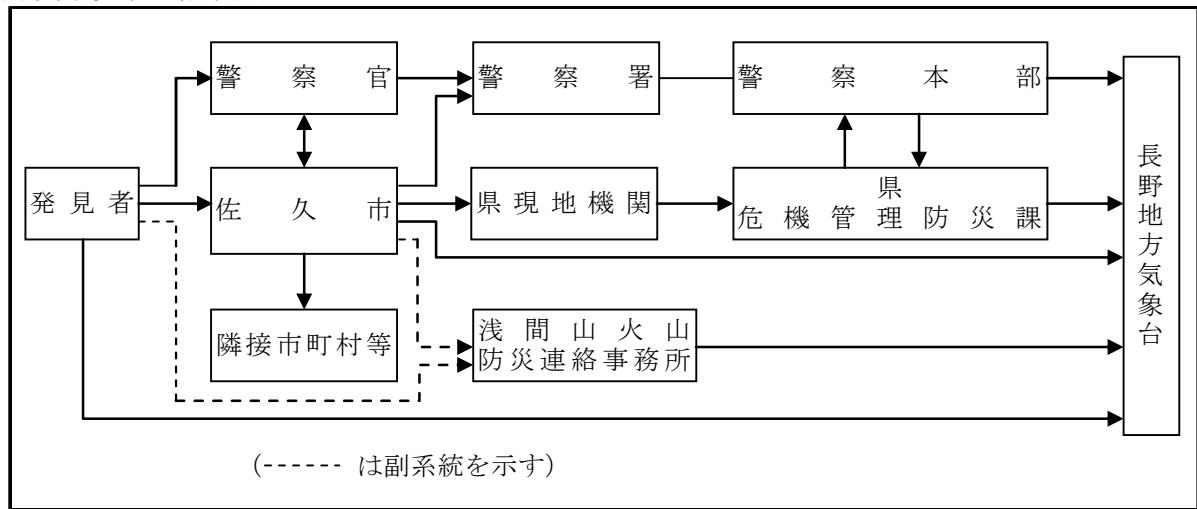 警察官
警察署
警察本部
発見者
佐久市
県現地機関
県
危機管理防災課
長野地方気象台
隣接市町村等
浅間山火山
防災連絡事務所
(------ は副系統を示す)